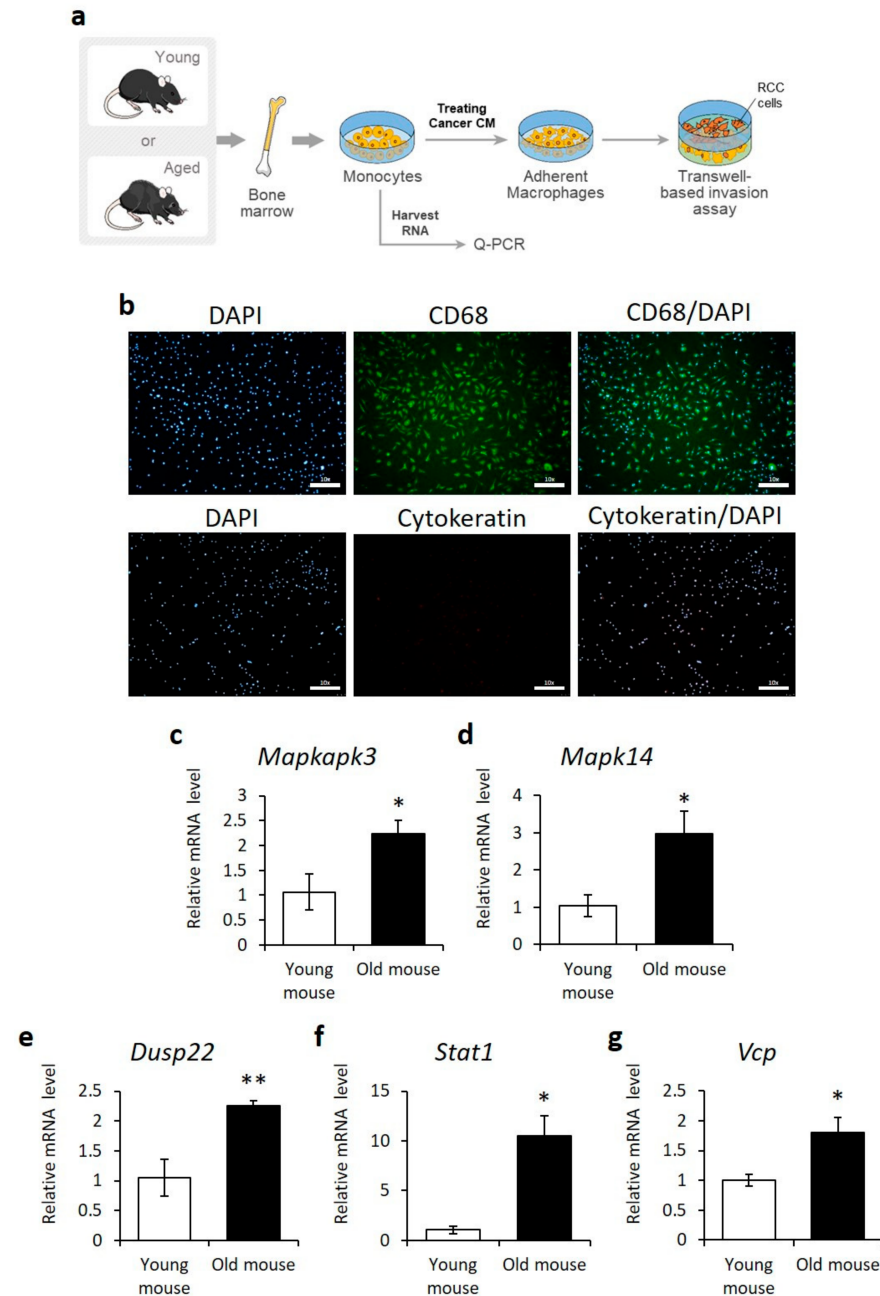 a
Young
or
Aged
Bone
marrow
Monocytes
Treating
Cancer CM
Adherent
Macrophages
RCC
cells
Transwell-
based invasion
assay
Harvest
RNA
Q-PCR
b
DAPI
CD68
CD68/DAPI
10x
10x
10x
DAPI
Cytokeratin
Cytokeratin/DAPI
10x
10x
10x
c
Mapkapk3
Relative mRNA level
3
2.5
2
1.5
1
0.5
0
*
Young
mouse
Old mouse
d
Mapk14
Relative mRNA level
4
3
2
1
0
*
Young
mouse
Old mouse
e
Dusp22
Relative mRNA level
2.5
2
1.5
1
0.5
0
**
Young
mouse
Old mouse
f
Stat1
Relative mRNA level
15
10
5
0
*
Young
mouse
Old mouse
g
Vcp
Relative mRNA level
2.5
2
1.5
1
0.5
0
*
Young
mouse
Old mouse